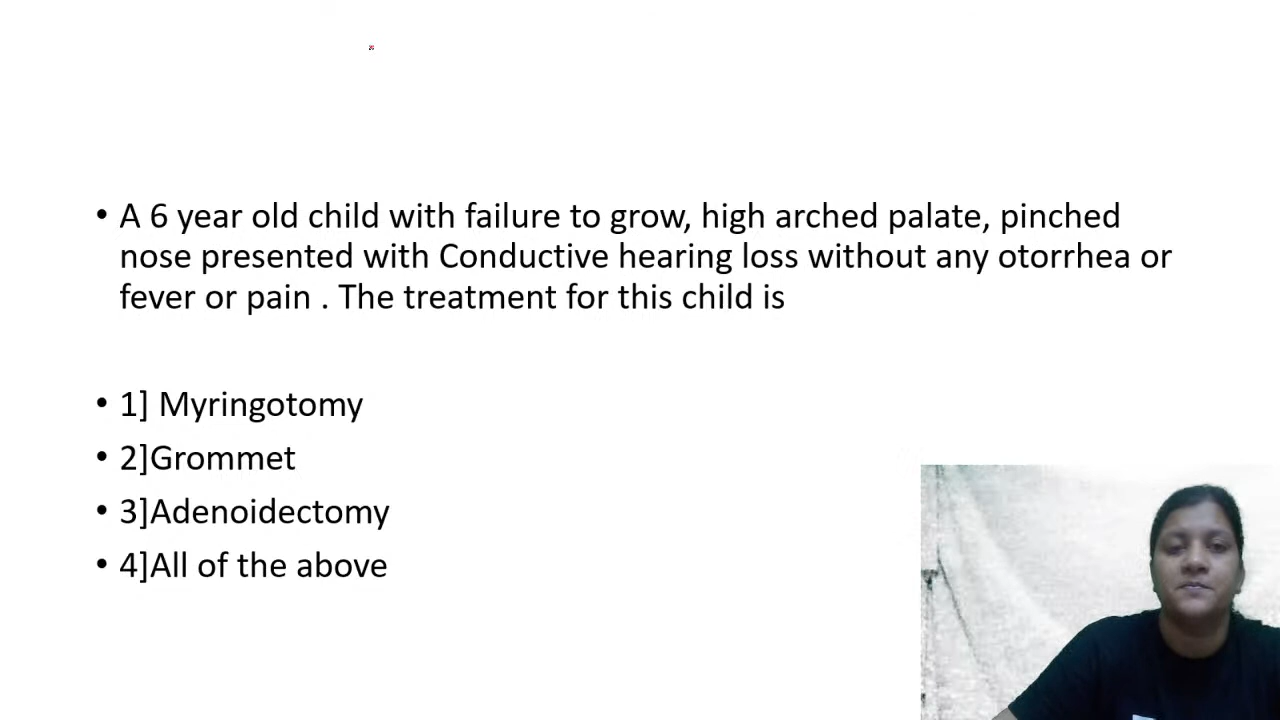 • A 6 year old child with failure to grow, high arched palate, pinched
nose presented with Conductive hearing loss without any otorrhea or
fever or pain . The treatment for this child is
• 1] Myringotomy
• 2]Grommet
• 3]Adenoidectomy
• 4]All of the above